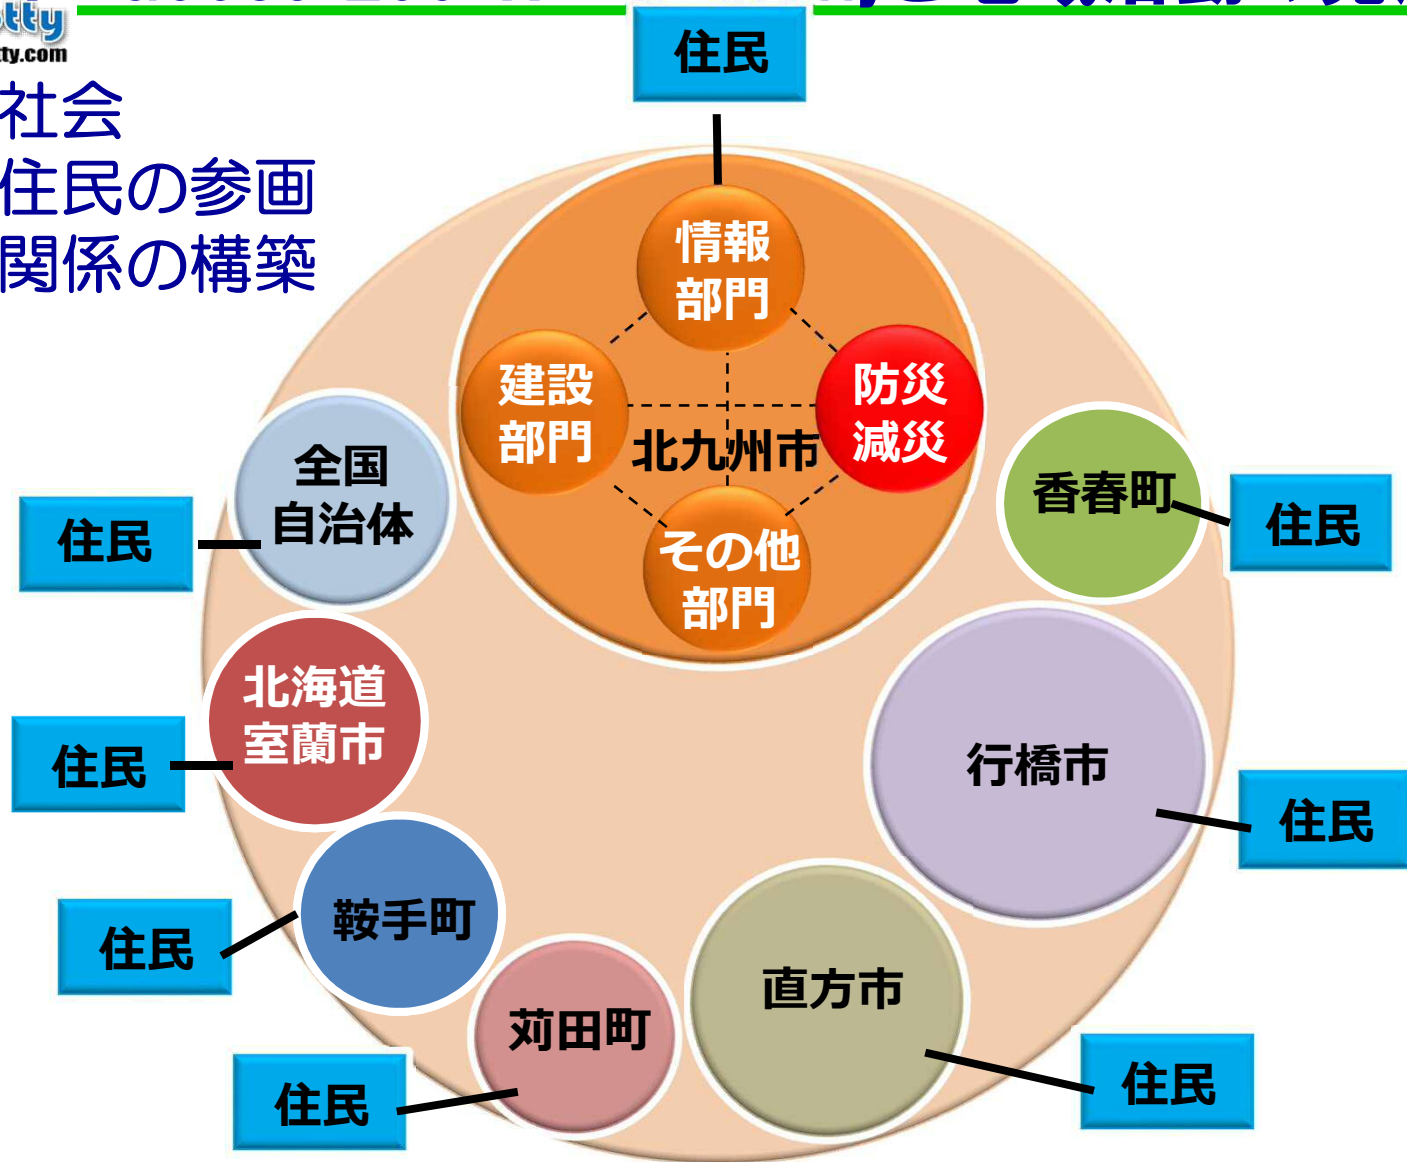 ty.com
住民
社会
住民の参画
関係の構築
情報
部門
建設
部門
防災
減災
北九州市
その他
部門
全国
自治体
住民
香春町
住民
北海道
室蘭市
住民
行橋市
住民
鞍手町
住民
直方市
住民
苅田町
住民